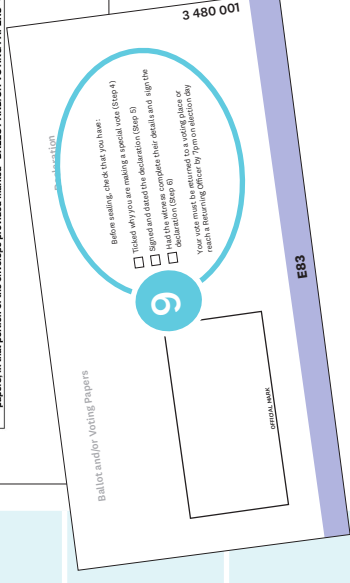 3 480 001
Declaration
Before sealing, check that you have:
Ticked why you are making a special vote (Step 4)
Signed and dated the declaration (Step 5)
Had the witness complete their details and sign the
declaration (Step 6)
Your vote must be returned to a voting place or
reach a Returning Officer by 7pm on election day
9
E83
Ballot and/or Voting Papers
OFFICIAL MARK